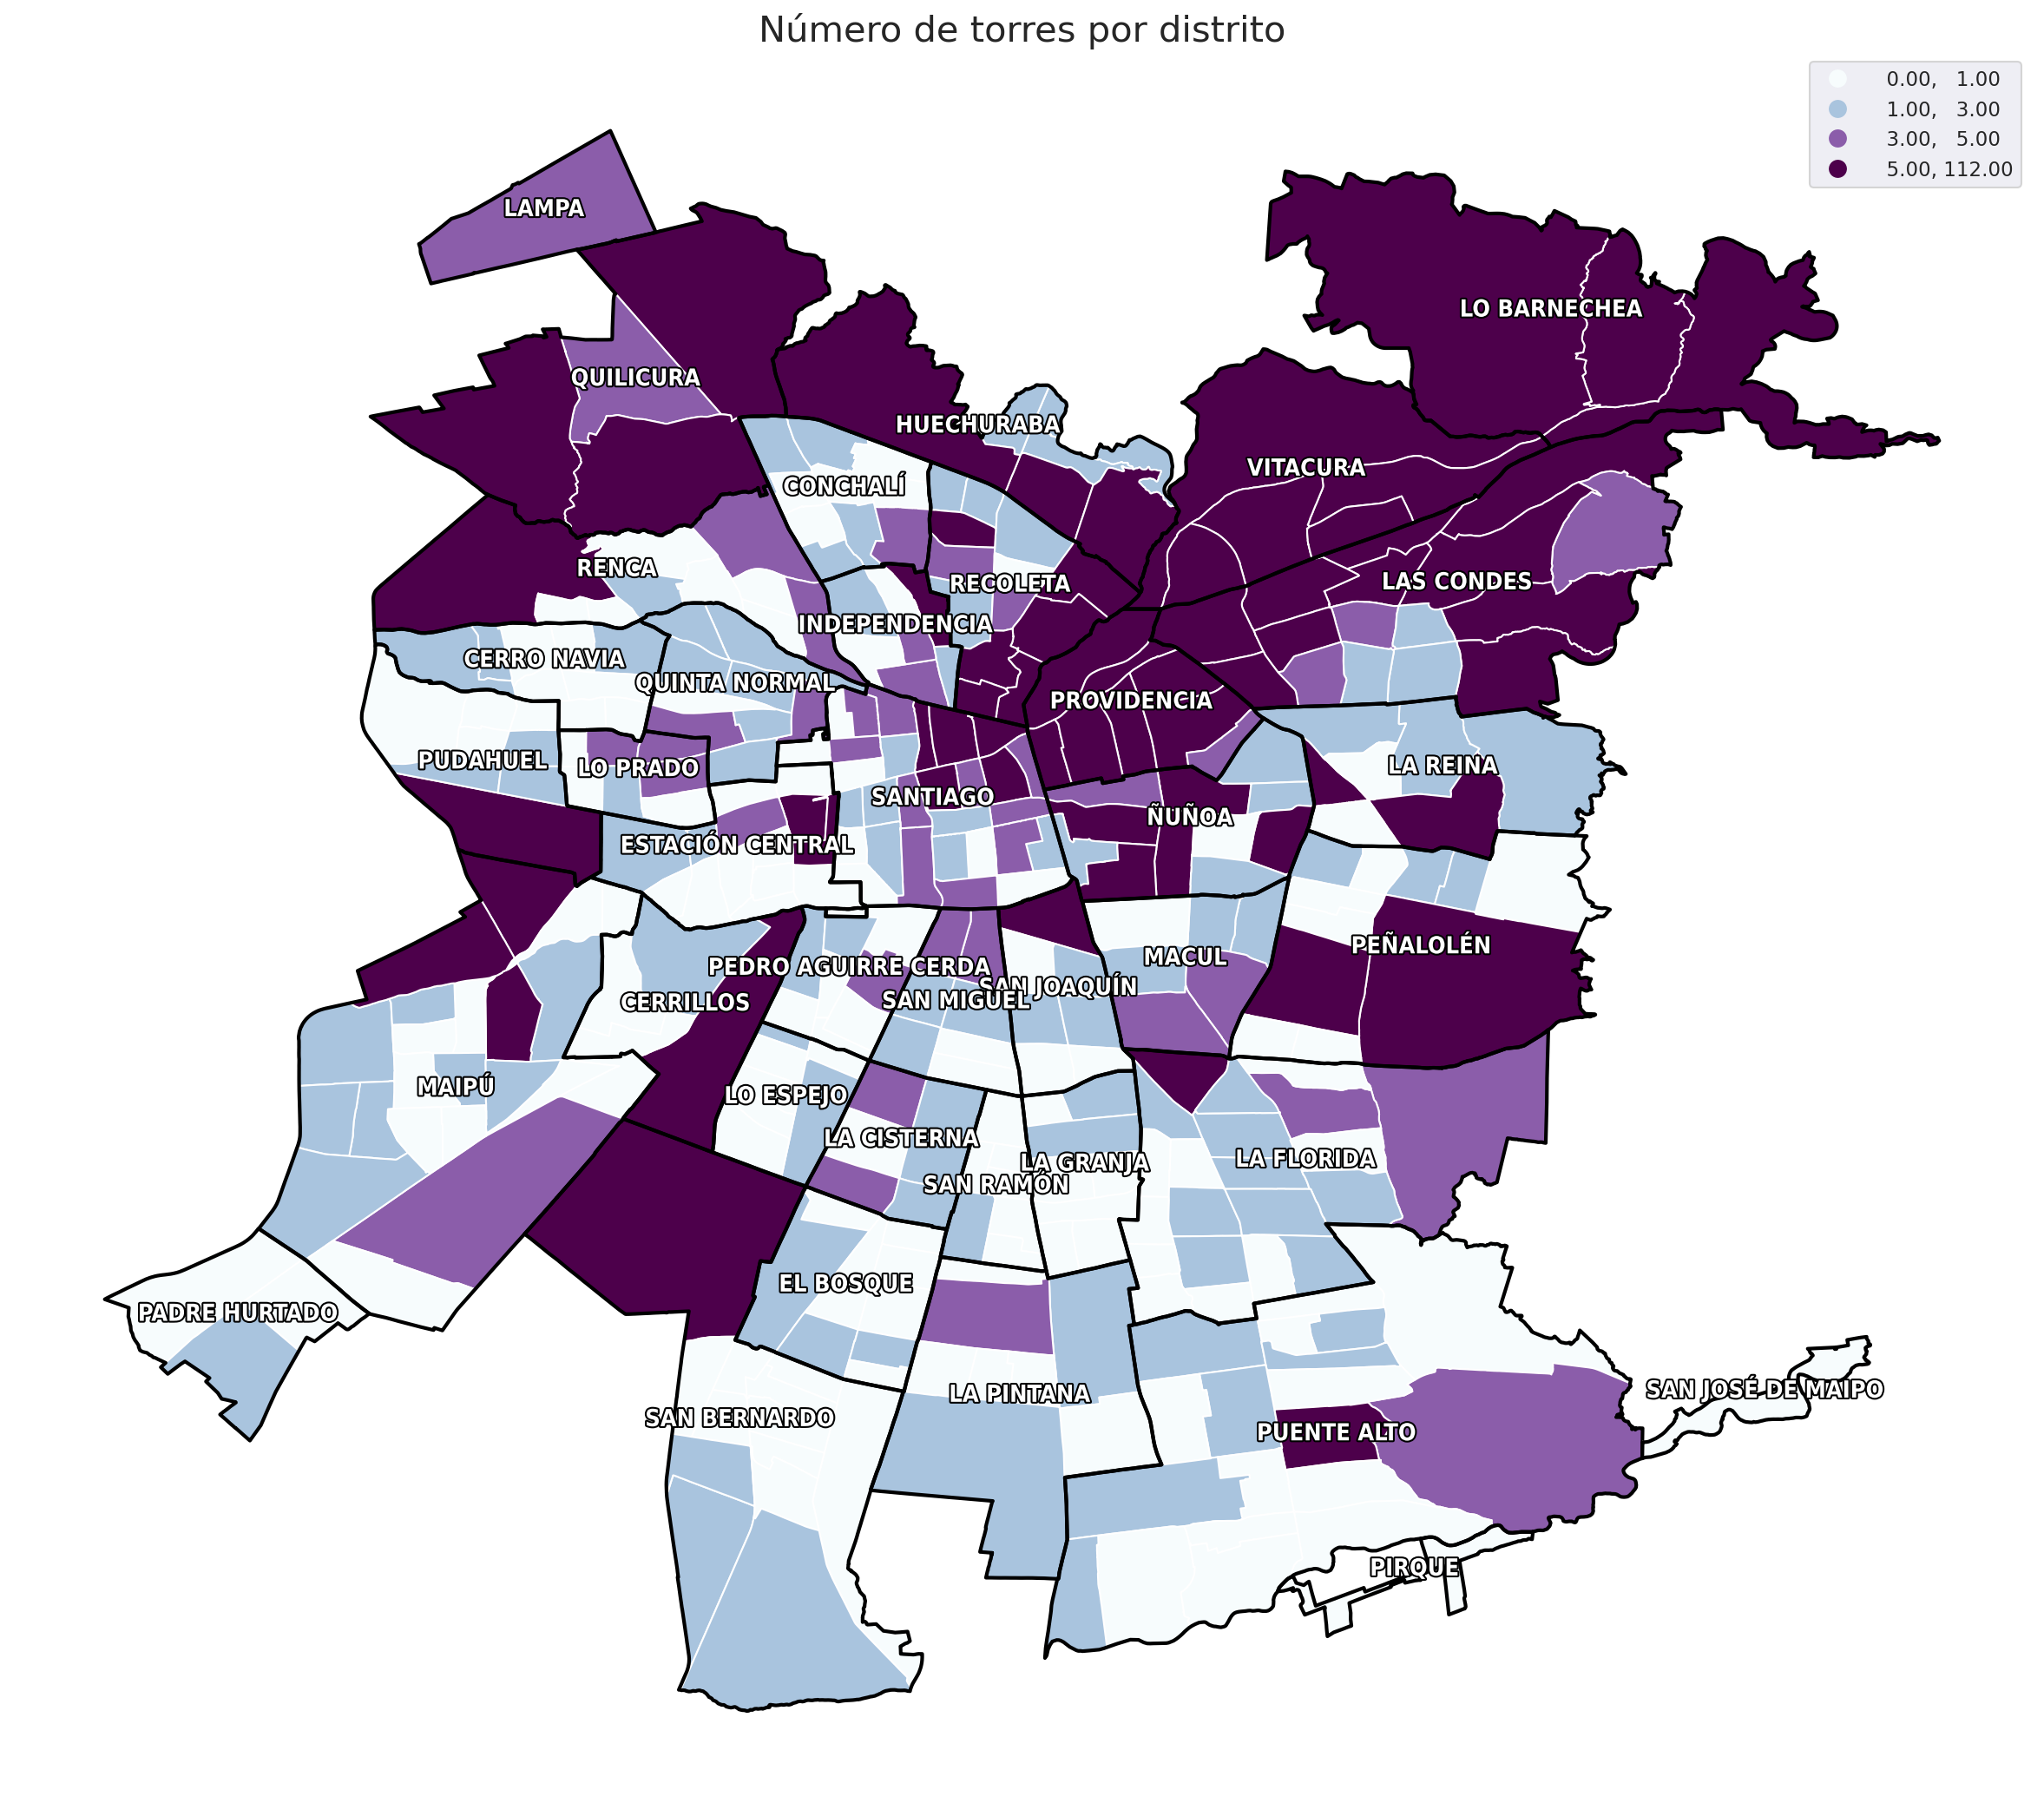 Número de torres por distrito
0.00, 1.00
1.00, 3.00
3.00, 5.00
5.00, 112.00
LAMPA
LO BARNECHEA
QUILICURA
HUECHURABA
VITACURA
CONCHALÍ
RENCA
RECOLETA
LAS CONDES
INDEPENDENCIA
CERRO NAVIA
QUINTA NORMAL
PROVIDENCIA
PUDAHUEL
LO PRADO
LA REINA
SANTIAGO
ÑUÑOA
ESTACIÓN CENTRAL
PEÑALOLÉN
MACUL
PEDRO AGUIRRE CERDA
SAN JOAQUÍN
SAN MIGUEL
CERRILLOS
MAIPÚ
LO ESPEJO
LA CISTERNA
LA GRANJA
LA FLORIDA
SAN RAMÓN
EL BOSQUE
PADRE HURTADO
SAN JOSÉ DE MAIPO
LA PINTANA
SAN BERNARDO
PUENTE ALTO
PIRQUE